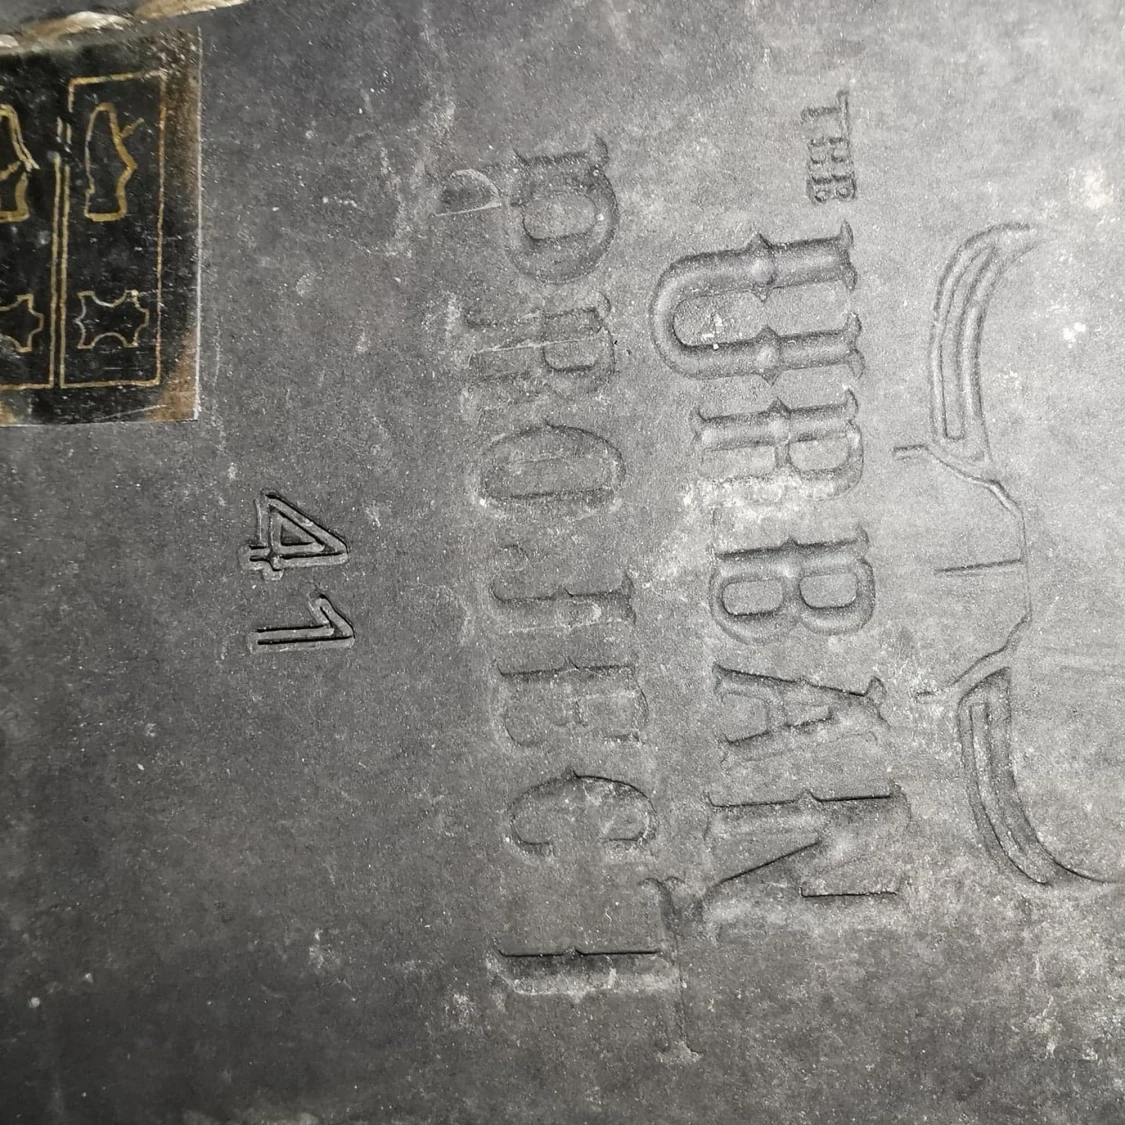 THE
URBAN
PROJECT
41